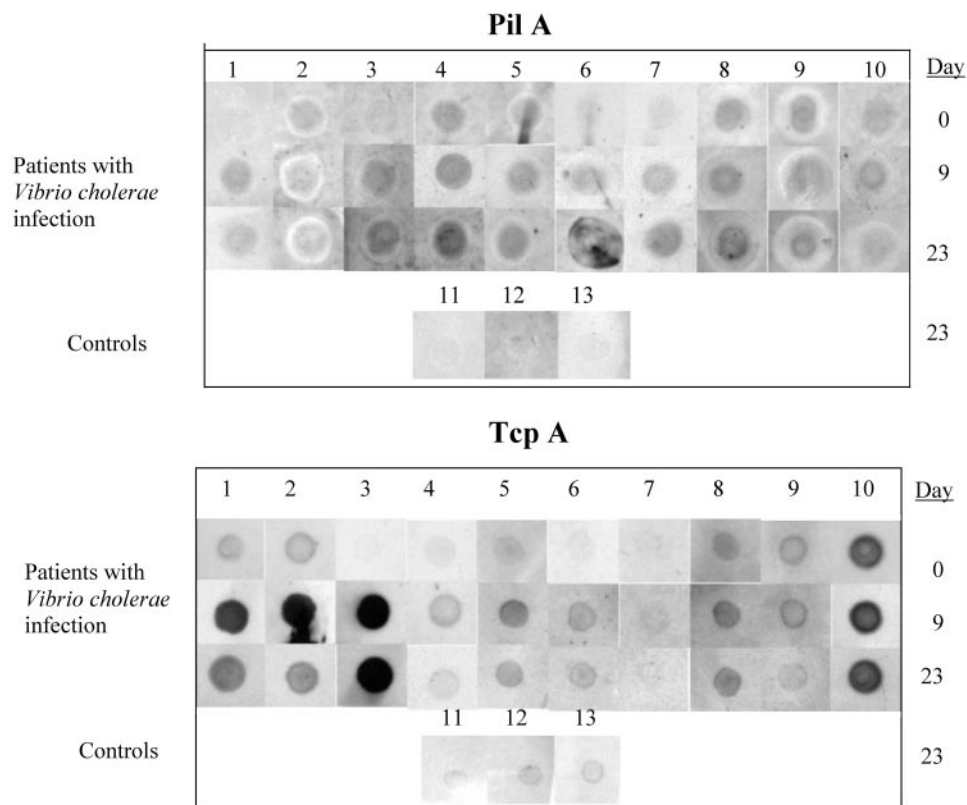 Pil A
1 2 3 4 5 6 7 8 9 10 Day
0
Patients with
Vibrio cholerae
infection
9
23
11 12 13
Controls
23
Tcp A
1 2 3 4 5 6 7 8 9 10 Day
0
Patients with
Vibrio cholerae
infection
9
23
11 12 13
Controls
23